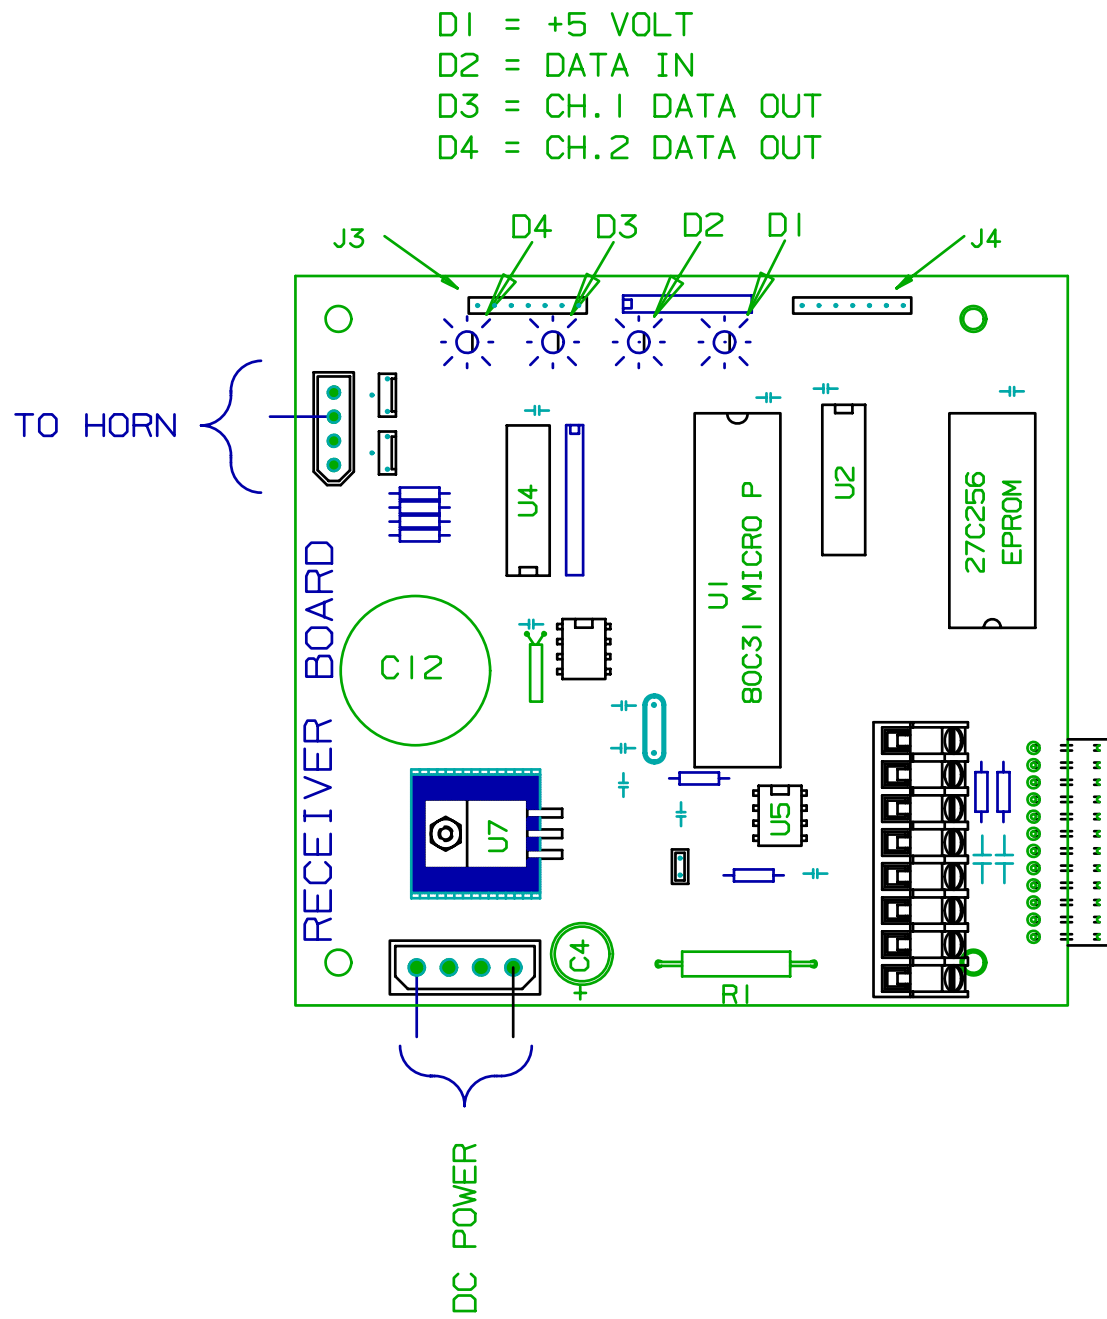 D1 = +5 VOLT
D2 = DATA IN
D3 = CH.1 DATA OUT
D4 = CH.2 DATA OUT
J3
D4
D3
D2
D1
J4
TO HORN
U4
U1
80C31 MICRO P
U2
27C256
EPROM
RECEIVER BOARD
C12
U7
U5
C4
+
R1
DC POWER